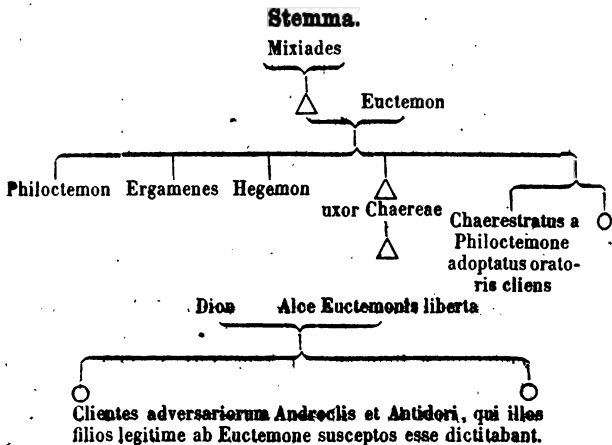 Stemma.
Mixiades
Euctemon
Philoctemon Ergamenes Hegemon
uxor Chaereae
Chaerestratus a
Philoctemone
adoptatus orato-
ris cliens
Dion Alce Euctemonis liberta
Clientes adversariorum Androclis et Antidori, qui illos
filios legitime ab Euctemone susceptos esse dictitabant.